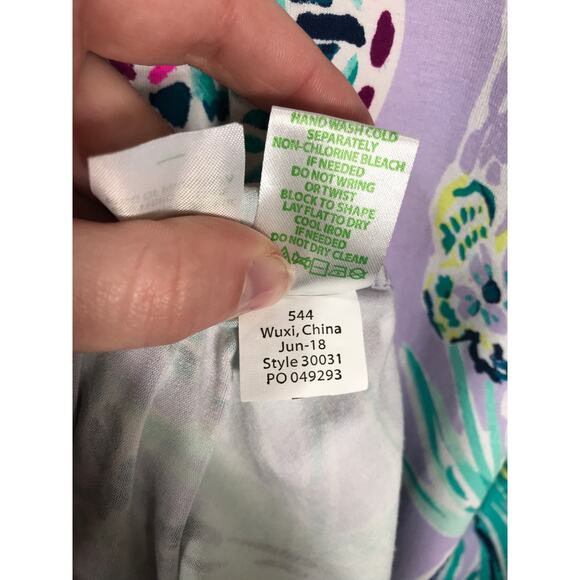 HAND WASH COLD
SEPARATELY
NON-CHLORINE BLEACH
IF NEEDED
DO NOT WRING
OR TWIST
BLOCK TO SHAPE
LAY FLAT TO DRY
COOL IRON
IF NEEDED
DO NOT DRY CLEAN
544
Wuxi, China
Jun-18
Style 30031
PO 049293